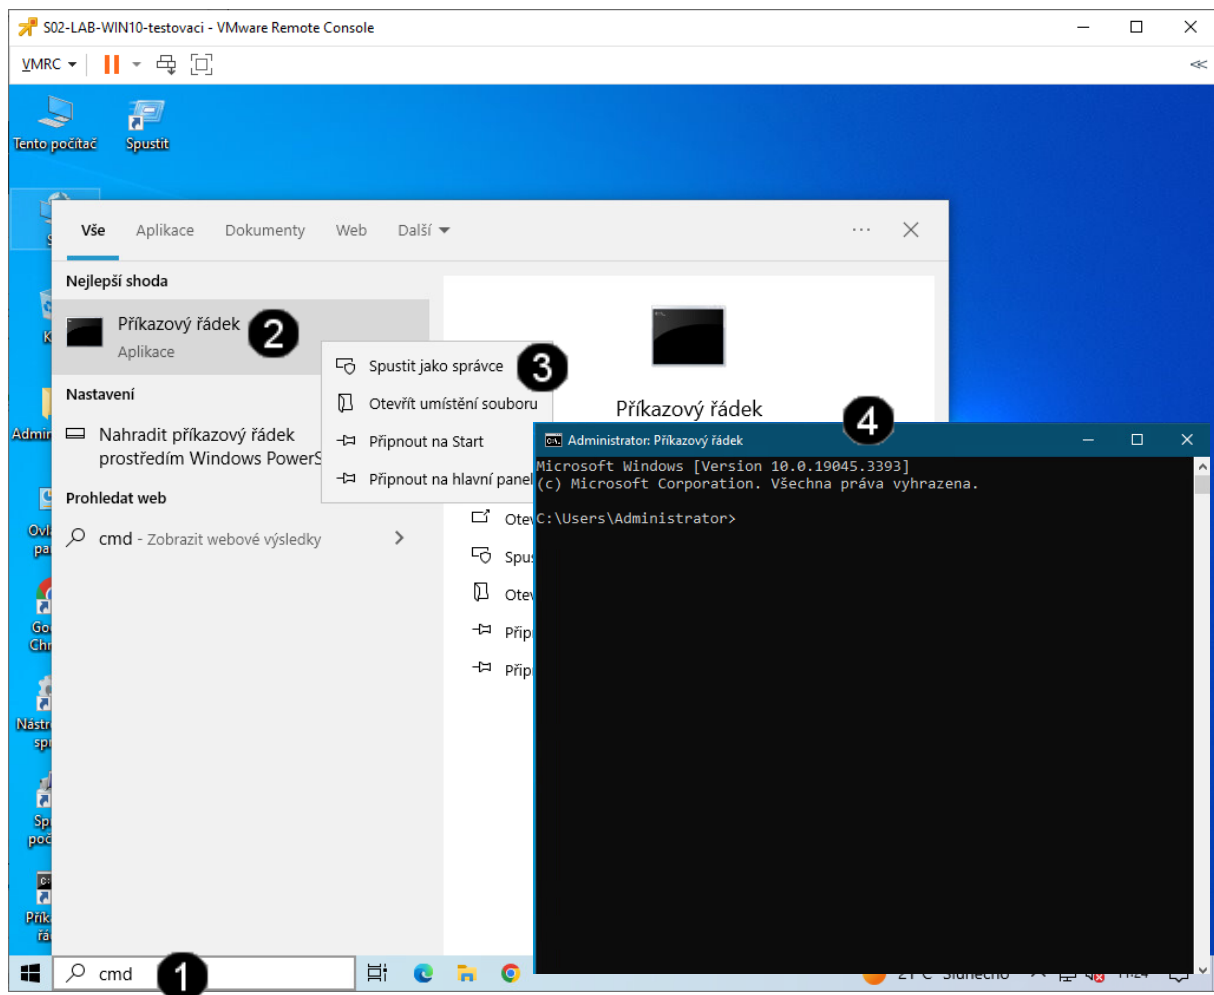 S02-LAB-WIN10-testovaci - VMware Remote Console
VMRC
Tento počítač
Spustit
Vše Aplikace Dokumenty Web Další
Nejlepší shoda
Příkazový řádek
Aplikace
2
Spustit jako správce
3
Otevřít umístění souboru
Připnout na Start
Připnout na hlavní panel
Nastavení
Nahradit příkazový řádek
prostředím Windows PowerS
Prohledat web
cmd - Zobrazit webové výsledky
Příkazový řádek
4
Administrator: Příkazový řádek
Microsoft Windows [Version 10.0.19045.3393]
(c) Microsoft Corporation. Všechna práva vyhrazena.
C:\Users\Administrator>
Admin
cmd
1